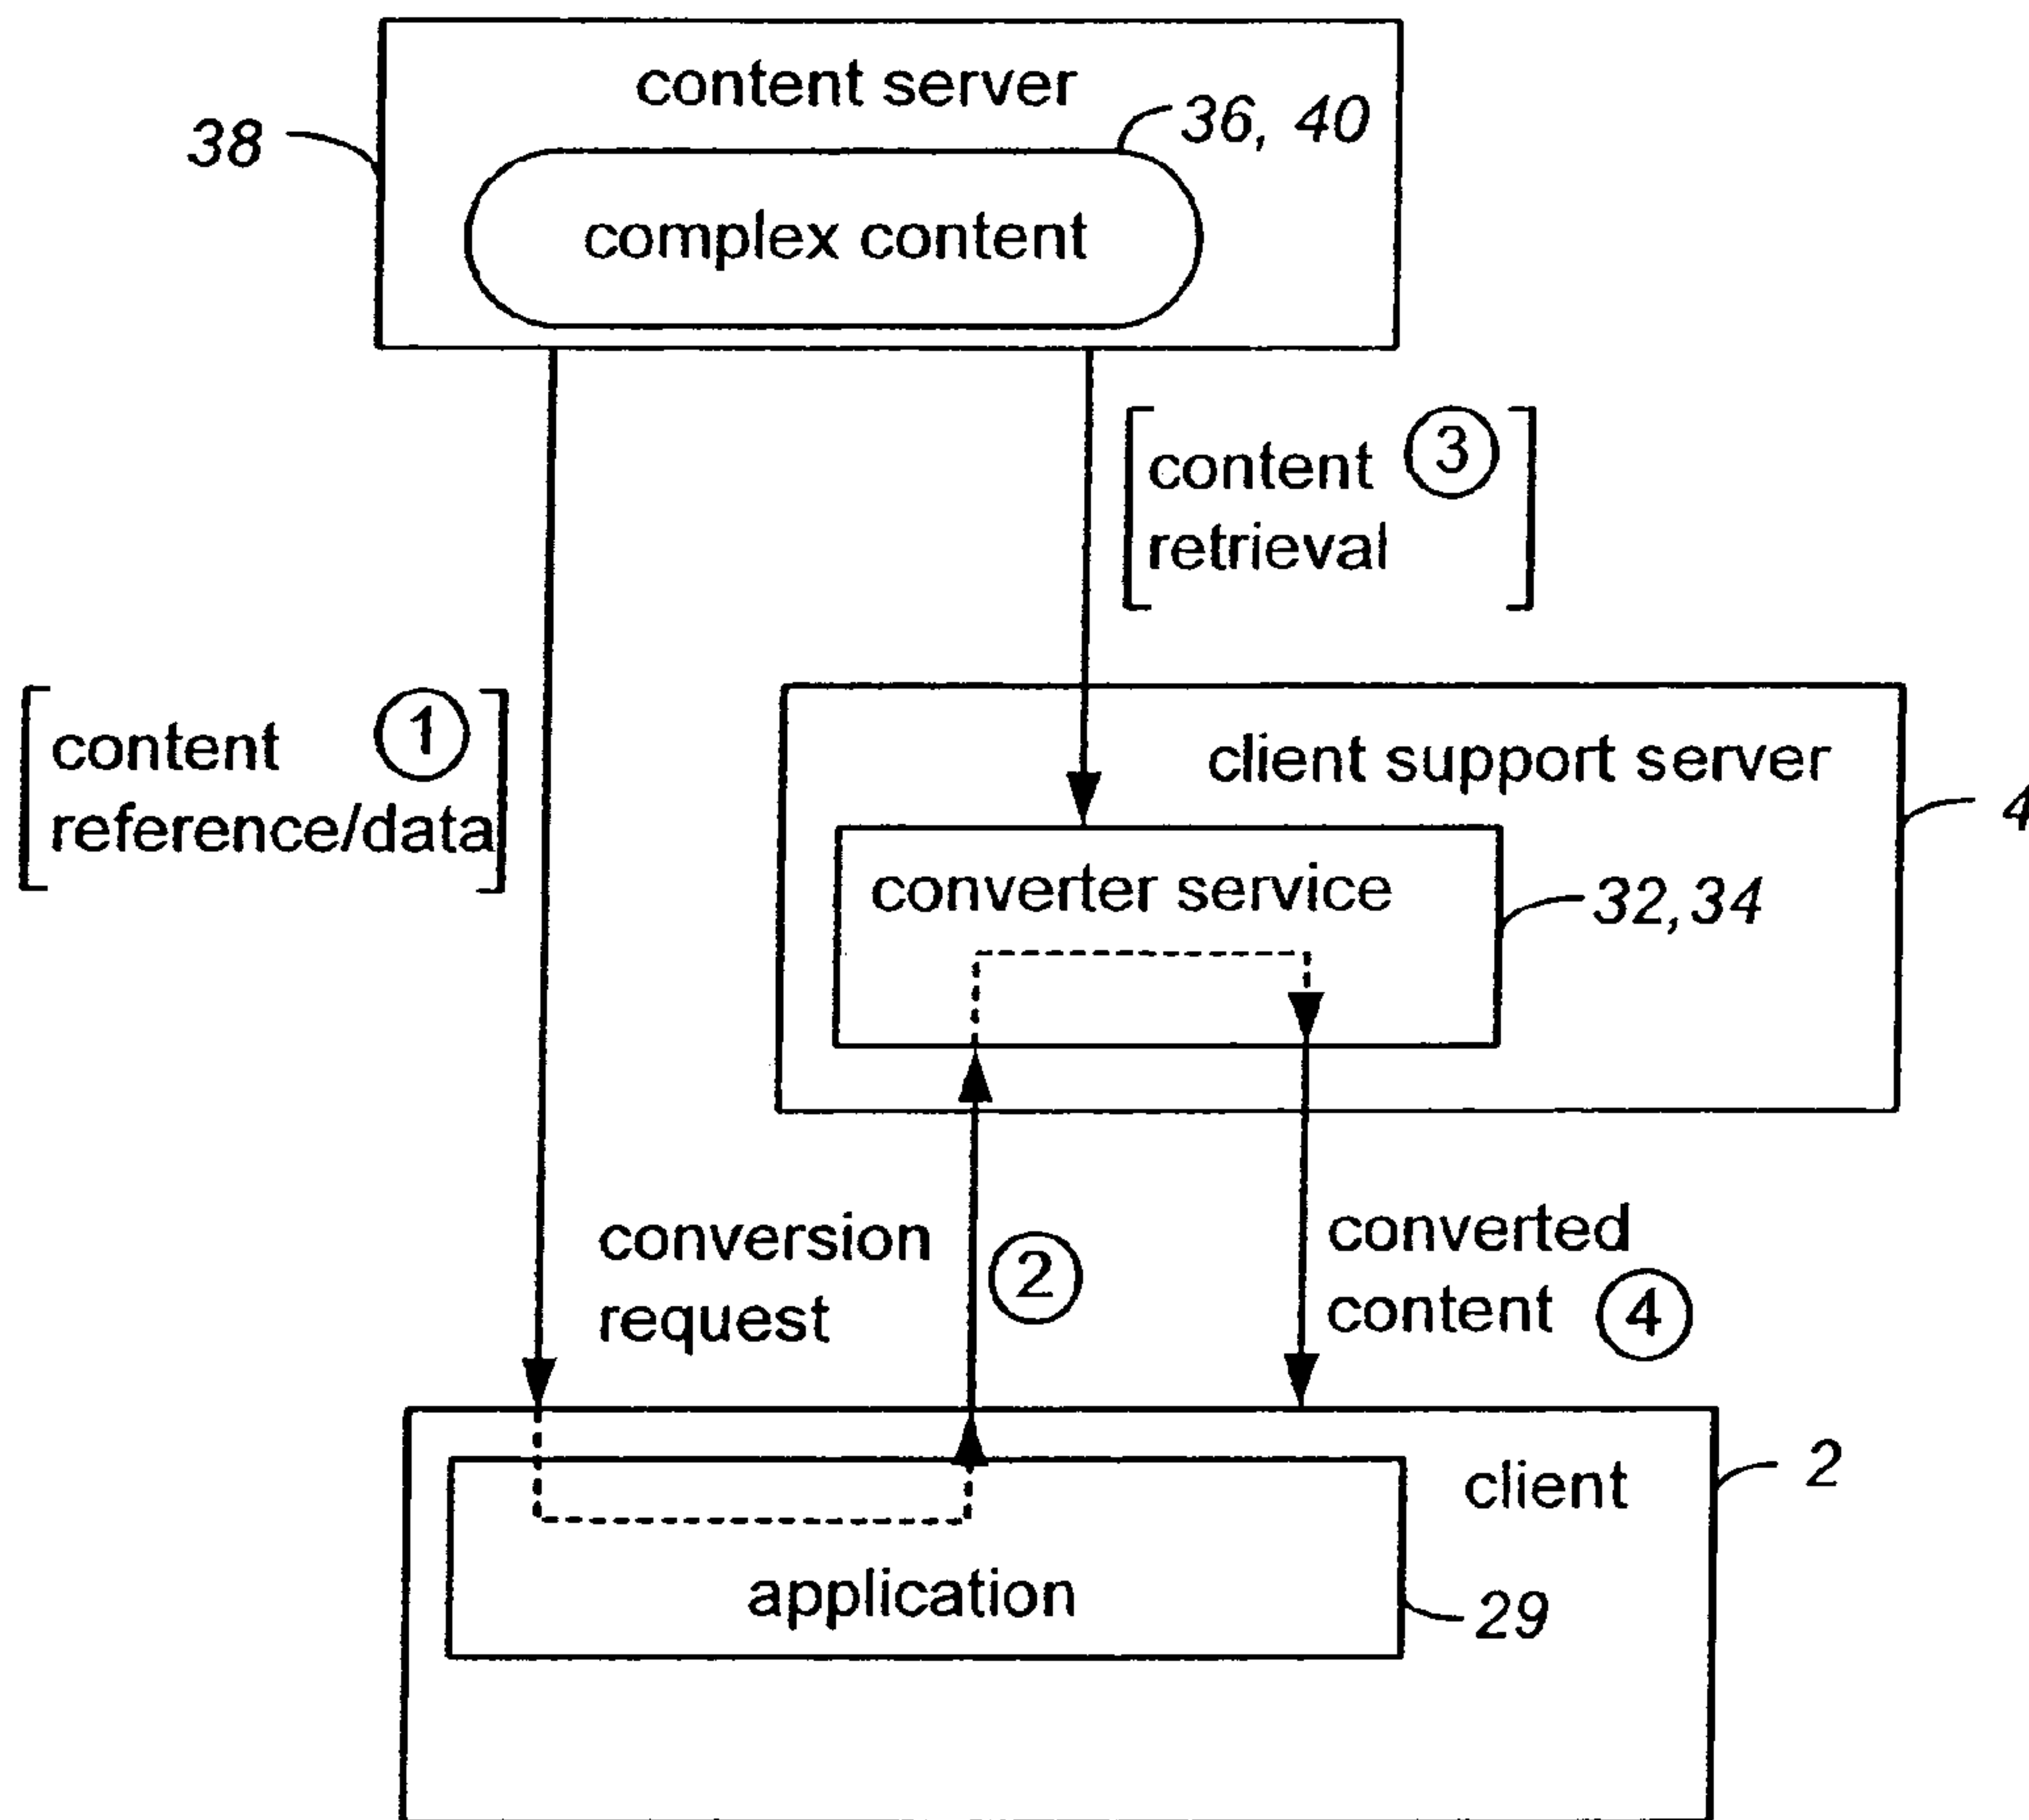 content server
36, 40
38
complex content
content 3
retrieval
content 1
reference/data
client support server
4
converter service
32,34
conversion
request
2
converted
content 4
client
2
application
29